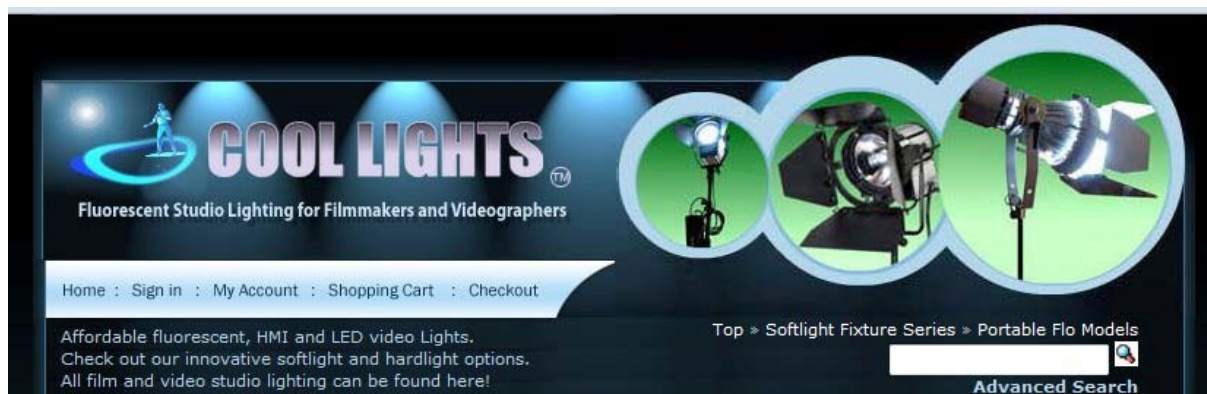 COOL LIGHTS TM
Fluorescent Studio Lighting for Filmmakers and Videographers
Home : Sign in : My Account : Shopping Cart : Checkout
Affordable fluorescent, HMI and LED video Lights.
Check out our innovative softlight and hardlight options.
All film and video studio lighting can be found here!
Top » Softlight Fixture Series » Portable Flo Models
Advanced Search